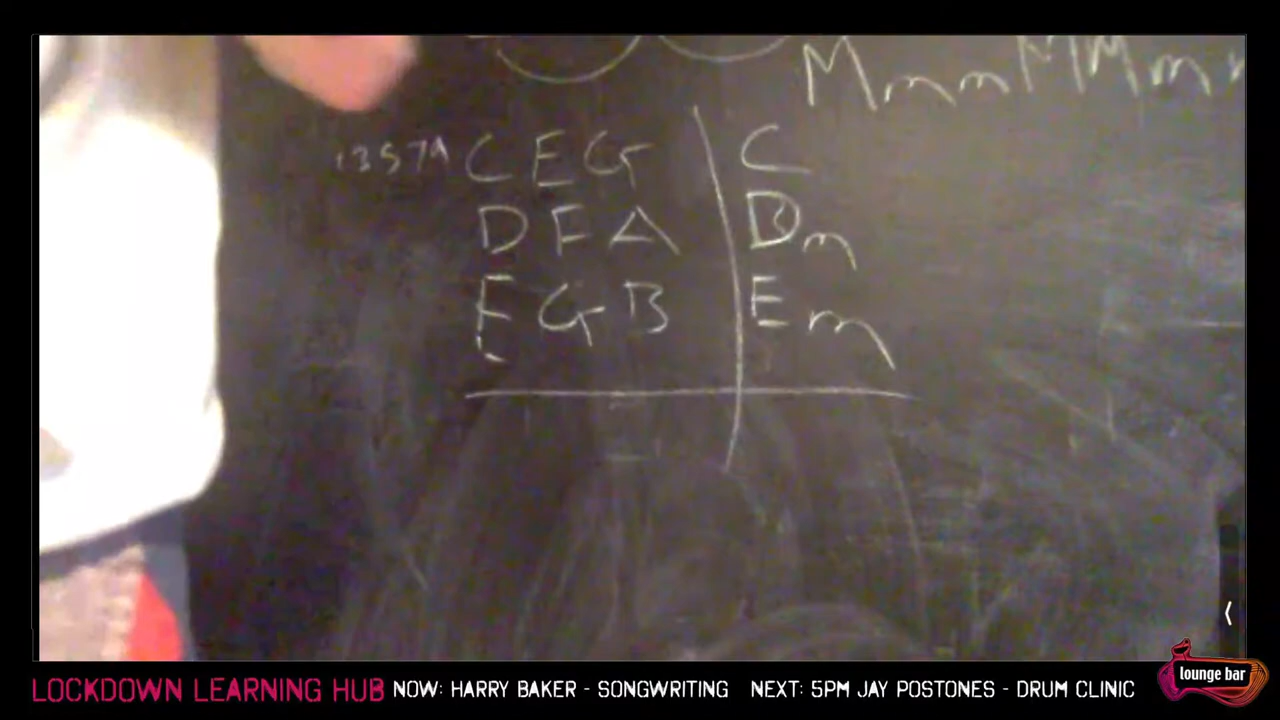 MmmMMm
13579 CEG C
DFA Dm
EGB Em
LOCKDOWN LEARNING HUB NOW: HARRY BAKER - SONGWRITING NEXT: 5PM JAY POSTONES - DRUM CLINIC
lounge bar